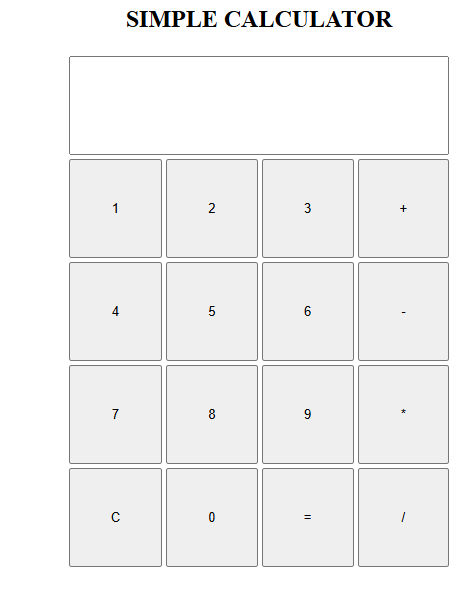 SIMPLE CALCULATOR
1 2 3 +
4 5 6 -
7 8 9 *
C 0 = /